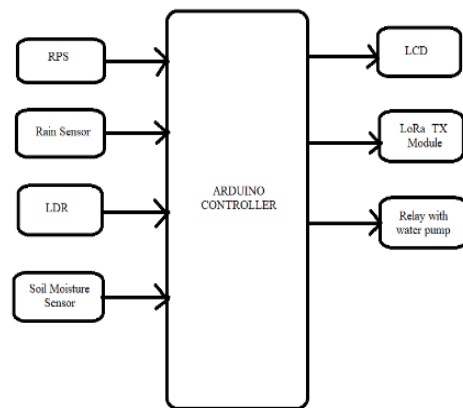 RPS
Rain Sensor
LDR
Soil Moisture
Sensor
ARDUINO
CONTROLLER
LCD
LoRa TX
Module
Relay with
water pump